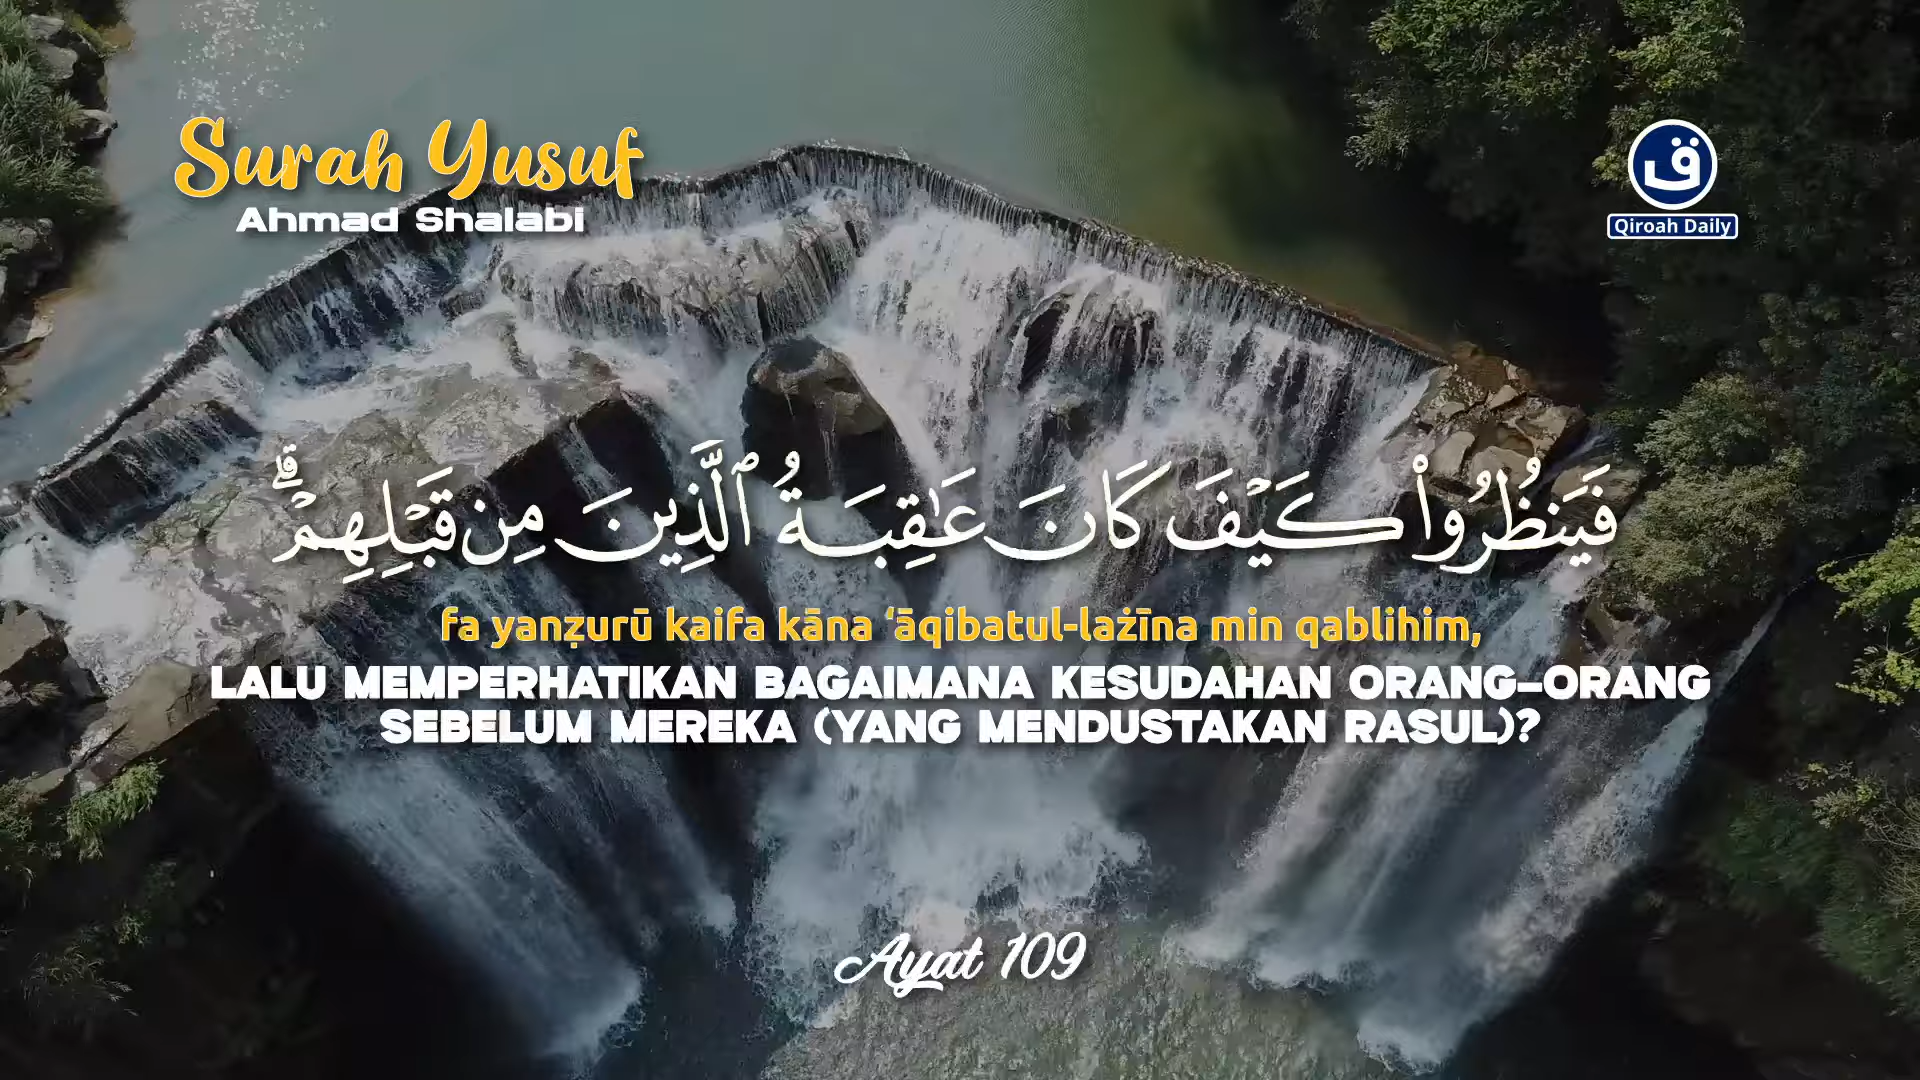 Surah Yusuf
Ahmad Shalabi
ق
Qiroah Daily
فَيَنظُرُوا۟ كَيْفَ كَانَ عَـٰقِبَةُ ٱلَّذِينَ مِن قَبْلِهِمْ ۗ
fa yanẓurū kaifa kāna ‘āqibatul-lażīna min qablihim,
LALU MEMPERHATIKAN BAGAIMANA KESUDAHAN ORANG-ORANG
SEBELUM MEREKA (YANG MENDUSTAKAN RASUL)?
Ayat 109